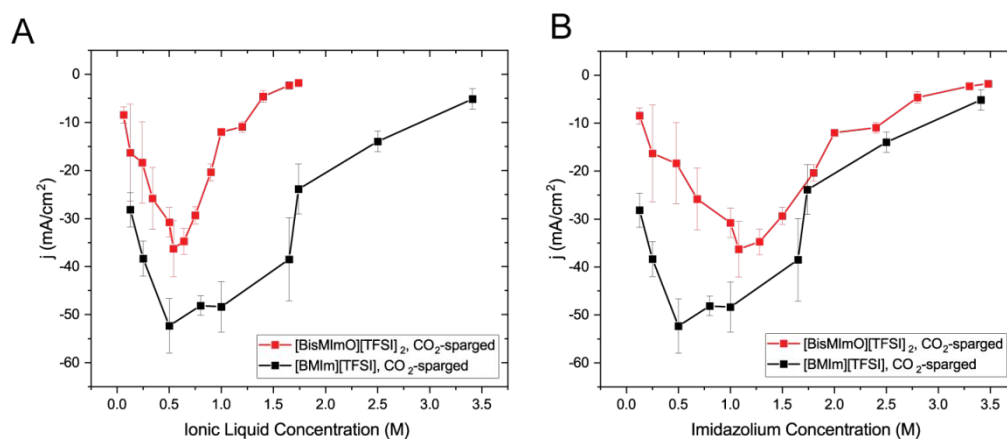 A
B
0
-10
-20
-30
-40
-50
-60
j (mA/cm²)
[BisMImO][TFSI]₂, CO₂-sparged
[BMIm][TFSI], CO₂-sparged
0.0 0.5 1.0 1.5 2.0 2.5 3.0 3.5
Ionic Liquid Concentration (M)
0
-10
-20
-30
-40
-50
-60
j (mA/cm²)
[BisMImO][TFSI]₂, CO₂-sparged
[BMIm][TFSI], CO₂-sparged
0.0 0.5 1.0 1.5 2.0 2.5 3.0 3.5
Imidazolium Concentration (M)